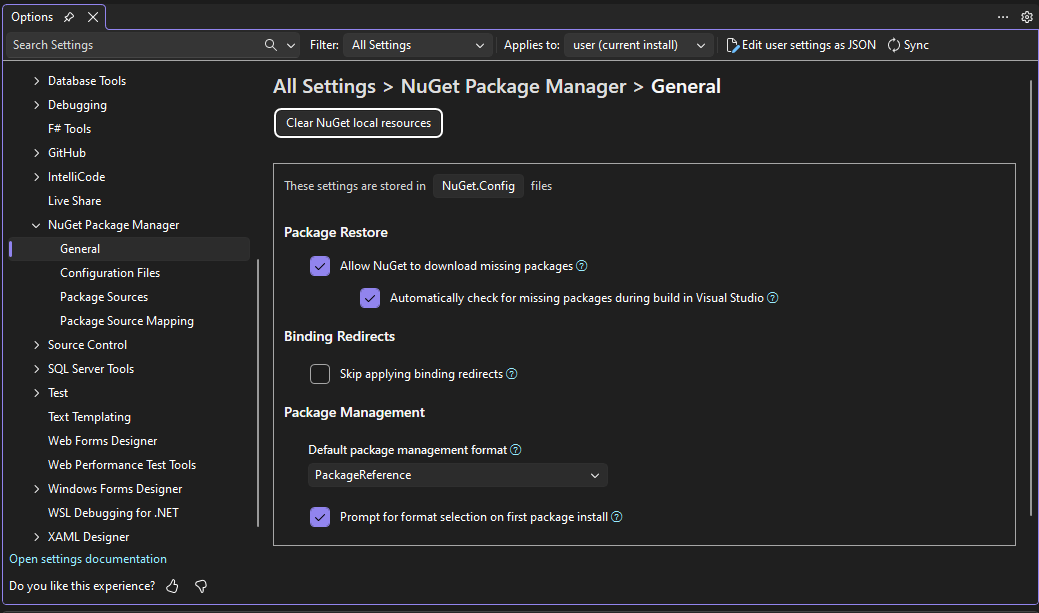 Options
Search Settings
Filter: All Settings
Applies to: user (current install)
Edit user settings as JSON
Sync
Database Tools
Debugging
F# Tools
GitHub
IntelliCode
Live Share
NuGet Package Manager
General
Configuration Files
Package Sources
Package Source Mapping
Source Control
SQL Server Tools
Test
Text Templating
Web Forms Designer
Web Performance Test Tools
Windows Forms Designer
WSL Debugging for .NET
XAML Designer
Open settings documentation
Do you like this experience?
All Settings > NuGet Package Manager > General
Clear NuGet local resources
These settings are stored in NuGet.Config files
Package Restore
Allow NuGet to download missing packages
Automatically check for missing packages during build in Visual Studio
Binding Redirects
Skip applying binding redirects
Package Management
Default package management format
PackageReference
Prompt for format selection on first package install